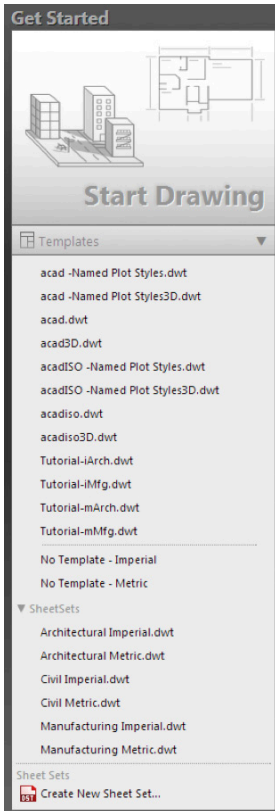 Get Started
Start Drawing
Templates
acad -Named Plot Styles.dwt
acad -Named Plot Styles3D.dwt
acad.dwt
acad3D.dwt
acadISO -Named Plot Styles.dwt
acadISO -Named Plot Styles3D.dwt
acadiso.dwt
acadiso3D.dwt
Tutorial-iArch.dwt
Tutorial-iMfg.dwt
Tutorial-mArch.dwt
Tutorial-mMfg.dwt
No Template - Imperial
No Template - Metric
SheetSets
Architectural Imperial.dwt
Architectural Metric.dwt
Civil Imperial.dwt
Civil Metric.dwt
Manufacturing Imperial.dwt
Manufacturing Metric.dwt
Sheet Sets
DST Create New Sheet Set...